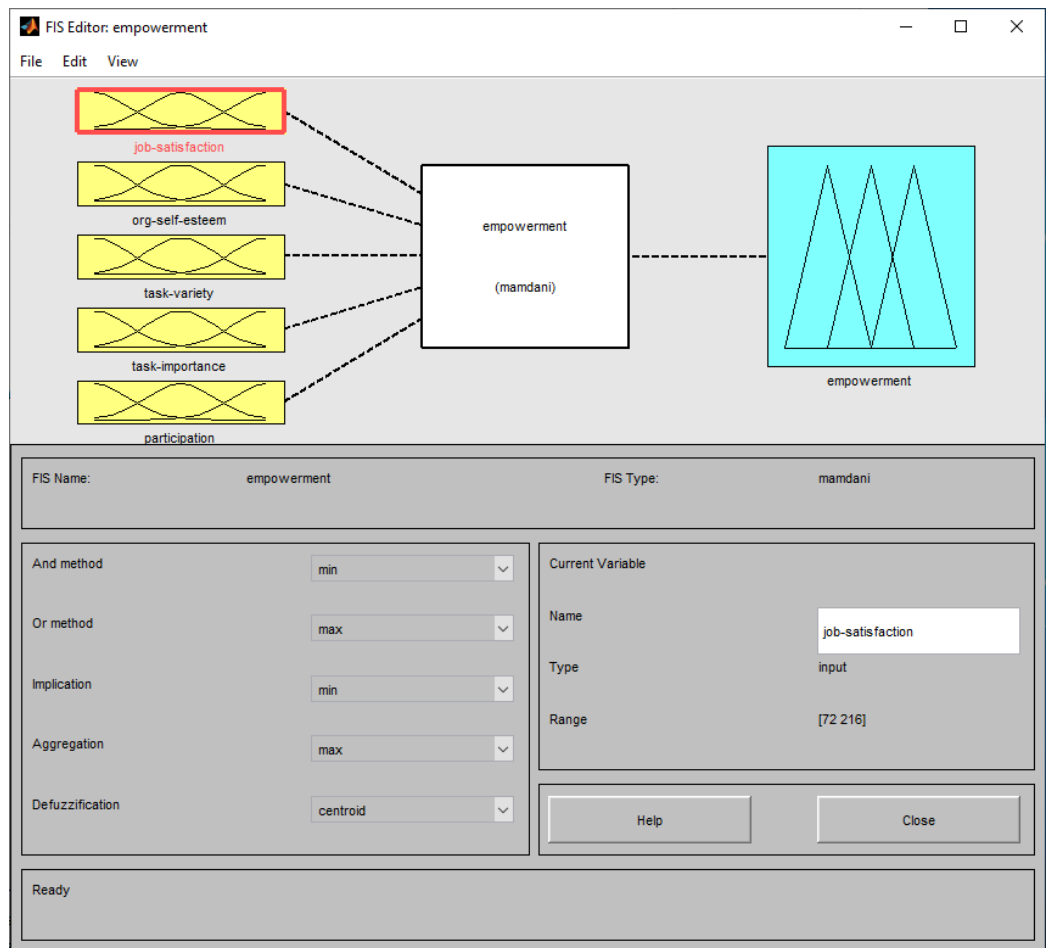 FIS Editor: empowerment
File Edit View
job-satisfaction
org-self-esteem
task-variety
task-importance
participation
empowerment
(mamdani)
empowerment
FIS Name: empowerment FIS Type: mamdani
And method min
Or method max
Implication min
Aggregation max
Defuzzification centroid
Current Variable
Name job-satisfaction
Type input
Range [72 216]
Help Close
Ready